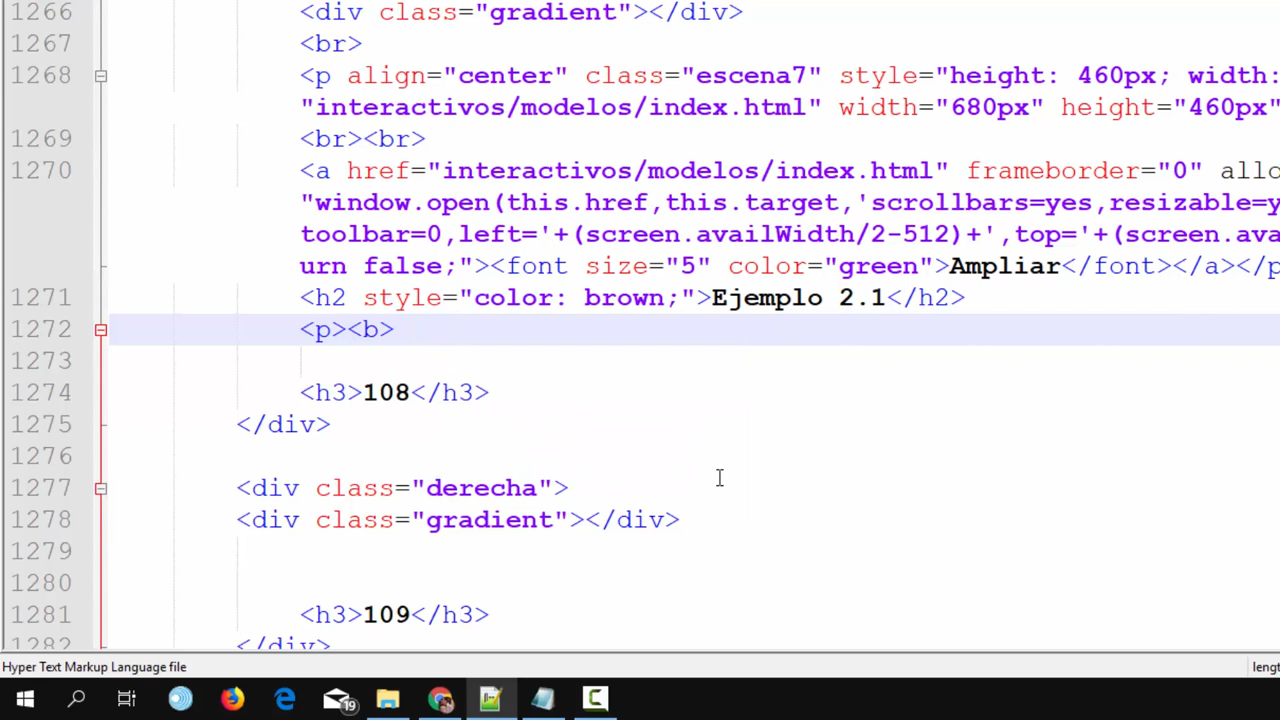 1266 <div class="gradient"></div>
1267 <br>
1268 <p align="center" class="escena7" style="height: 460px; width:
"interactivos/modelos/index.html" width="680px" height="460px"
1269 <br><br>
1270 <a href="interactivos/modelos/index.html" frameborder="0" allo
"window.open(this.href,this.target,'scrollbars=yes,resizable=y
toolbar=0,left='+(screen.availWidth/2-512)+',top='+(screen.ava
urn false;"><font size="5" color="green">Ampliar</font></a></p
1271 <h2 style="color: brown;">Ejemplo 2.1</h2>
1272 <p><b>
1273
1274 <h3>108</h3>
1275 </div>
1276
1277 <div class="derecha">
1278 <div class="gradient"></div>
1279
1280
1281 <h3>109</h3>
1282 </div>
Hyper Text Markup Language file
lengt
19